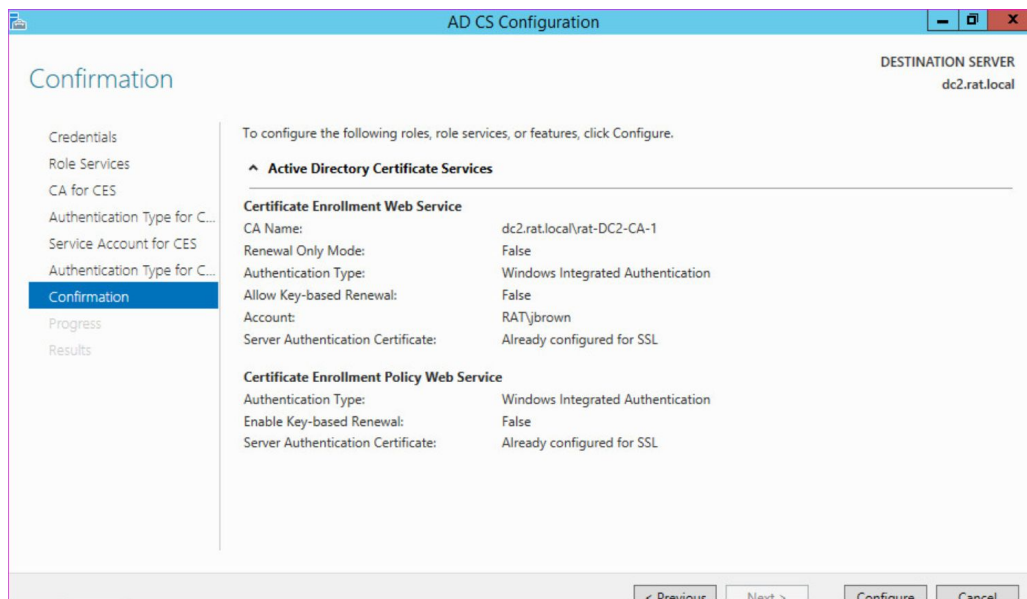 AD CS Configuration
Confirmation
DESTINATION SERVER
dc2.rat.local
Credentials
Role Services
CA for CES
Authentication Type for C...
Service Account for CES
Authentication Type for C...
Confirmation
Progress
Results
To configure the following roles, role services, or features, click Configure.
Active Directory Certificate Services
Certificate Enrollment Web Service
CA Name: dc2.rat.local\rat-DC2-CA-1
Renewal Only Mode: False
Authentication Type: Windows Integrated Authentication
Allow Key-based Renewal: False
Account: RAT\jbrown
Server Authentication Certificate: Already configured for SSL
Certificate Enrollment Policy Web Service
Authentication Type: Windows Integrated Authentication
Enable Key-based Renewal: False
Server Authentication Certificate: Already configured for SSL
< Previous Next > Configure Cancel